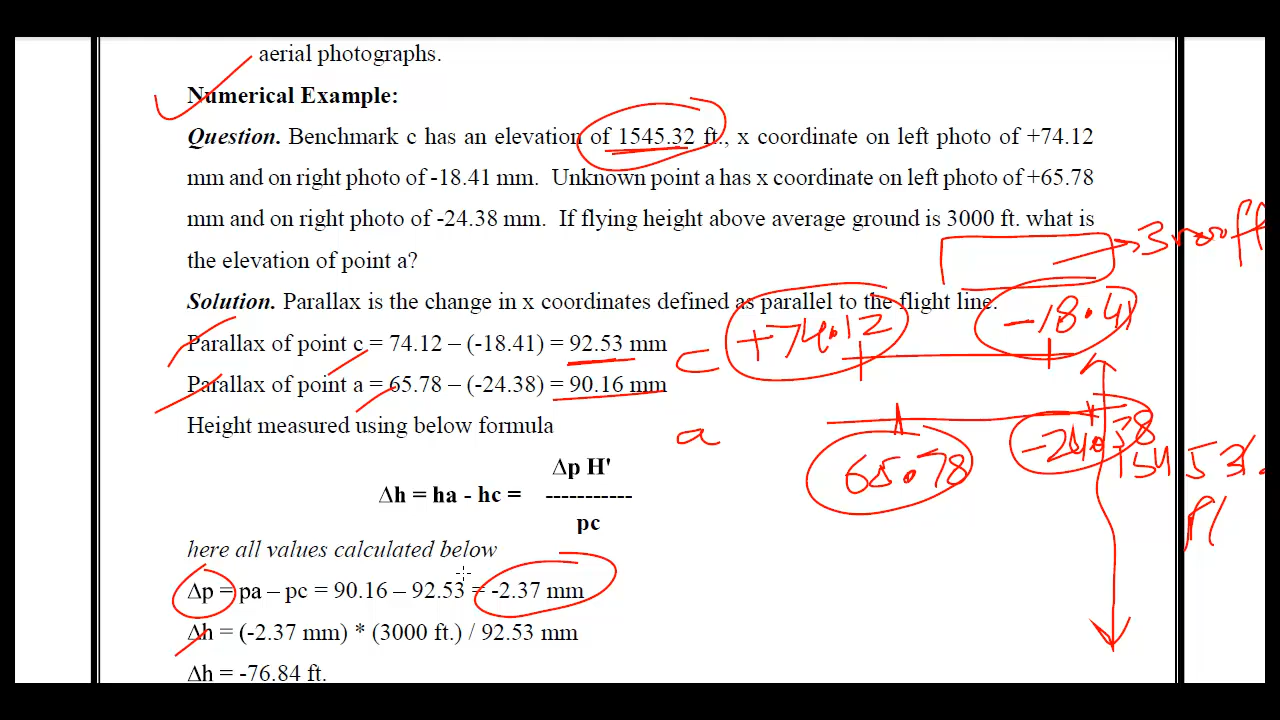 aerial photographs.
Numerical Example:
Question. Benchmark c has an elevation of 1545.32 ft., x coordinate on left photo of +74.12
mm and on right photo of -18.41 mm. Unknown point a has x coordinate on left photo of +65.78
mm and on right photo of -24.38 mm. If flying height above average ground is 3000 ft. what is
the elevation of point a?
Solution. Parallax is the change in x coordinates defined as parallel to the flight line.
Parallax of point c = 74.12 – (-18.41) = 92.53 mm
Parallax of point a = 65.78 – (-24.38) = 90.16 mm
Height measured using below formula
Δp H'
Δh = ha - hc = -----------
pc
here all values calculated below
Δp = pa – pc = 90.16 – 92.53 = -2.37 mm
Δh = (-2.37 mm) * (3000 ft.) / 92.53 mm
Δh = -76.84 ft.
c +74.12 -18.41
a 65.78 -24.38